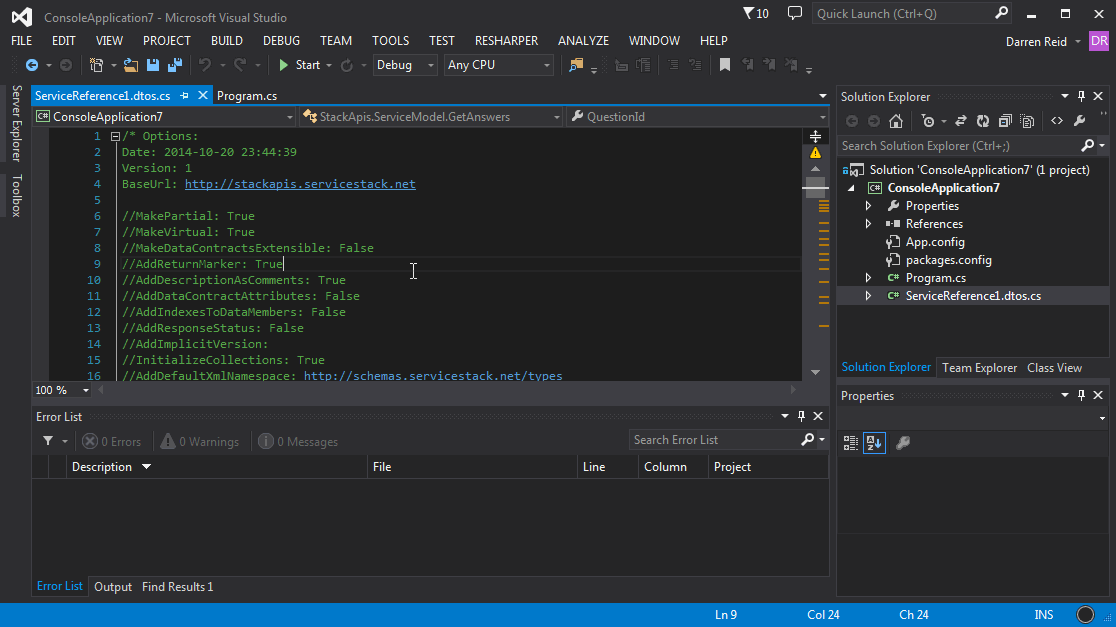 ConsoleApplication7 - Microsoft Visual Studio
10
Quick Launch (Ctrl+Q)
FILE EDIT VIEW PROJECT BUILD DEBUG TEAM TOOLS TEST RESHARPER ANALYZE WINDOW HELP
Darren Reid DR
Start Debug Any CPU
Server Explorer
Toolbox
ServiceReference1.dtos.cs Program.cs
C# ConsoleApplication7 StackApis.ServiceModel.GetAnswers QuestionId
1 /* Options:
2 Date: 2014-10-20 23:44:39
3 Version: 1
4 BaseUrl: http://stackapis.servicestack.net
5
6 //MakePartial: True
7 //MakeVirtual: True
8 //MakeDataContractsExtensible: False
9 //AddReturnMarker: True
10 //AddDescriptionAsComments: True
11 //AddDataContractAttributes: False
12 //AddIndexesToDataMembers: False
13 //AddResponseStatus: False
14 //AddImplicitVersion:
15 //InitializeCollections: True
16 //AddDefaultXmlNamespace: http://schemas.servicestack.net/types
100 %
Error List
0 Errors 0 Warnings 0 Messages
Search Error List
Description File Line Column Project
Error List Output Find Results 1
Solution Explorer
Search Solution Explorer (Ctrl+;)
Solution 'ConsoleApplication7' (1 project)
C# ConsoleApplication7
Properties
References
App.config
packages.config
C# Program.cs
C# ServiceReference1.dtos.cs
Solution Explorer Team Explorer Class View
Properties
Ln 9 Col 24 Ch 24 INS